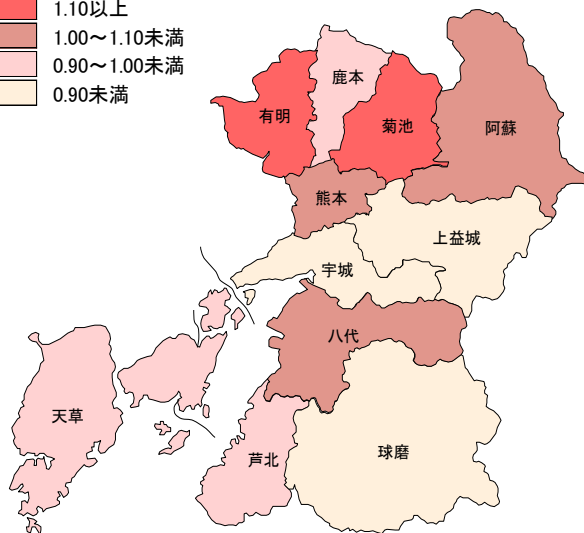 1.10以上
1.00～1.10未満
0.90～1.00未満
0.90未満
鹿本
有明
菊池
阿蘇
熊本
上益城
宇城
八代
天草
芦北
球磨